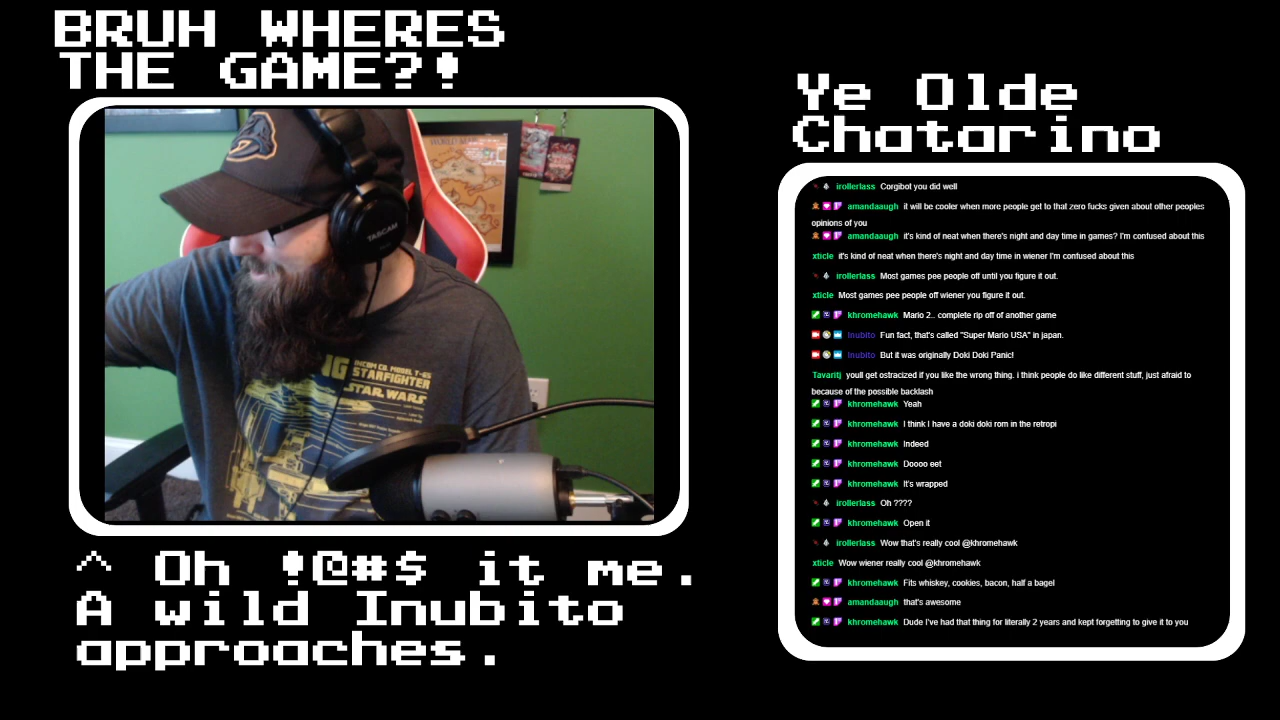 BRUH WHERES
THE GAME?!
Ye Olde
Chatarino
TASCAM
NG
INCOM CO. MODEL T-65
STARFIGHTER
STAR WARS
irollerlass Corgibot you did well
amandaaugh it will be cooler when more people get to that zero fucks given about other peoples
opinions of you
amandaaugh it's kind of neat when there's night and day time in games? I'm confused about this
xticle it's kind of neat when there's night and day time in wiener I'm confused about this
irollerlass Most games pee people off until you figure it out.
xticle Most games pee people off wiener you figure it out.
khromehawk Mario 2.. complete rip off of another game
Inubito Fun fact, that's called "Super Mario USA" in japan.
Inubito But it was originally Doki Doki Panic!
Tavaritj youll get ostracized if you like the wrong thing. i think people do like different stuff, just afraid to
because of the possible backlash
khromehawk Yeah
khromehawk I think I have a doki doki rom in the retropi
khromehawk Indeed
khromehawk Doooo eet
khromehawk It's wrapped
irollerlass Oh ????
khromehawk Open it
irollerlass Wow that's really cool @khromehawk
xticle Wow wiener really cool @khromehawk
khromehawk Fits whiskey, cookies, bacon, half a bagel
amandaaugh that's awesome
khromehawk Dude I've had that thing for literally 2 years and kept forgetting to give it to you
^ Oh !@#$ it me.
A wild Inubito
approaches.